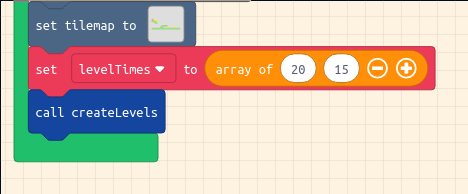 set tilemap to
set levelTimes to array of 20 15
call createLevels